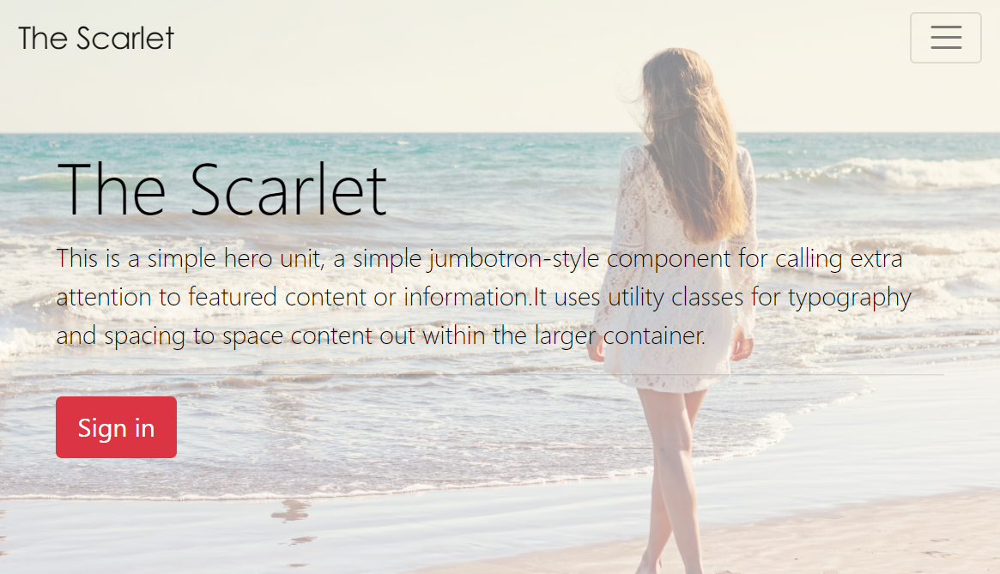 The Scarlet
The Scarlet
This is a simple hero unit, a simple jumbotron-style component for calling extra
attention to featured content or information.It uses utility classes for typography
and spacing to space content out within the larger container.
Sign in